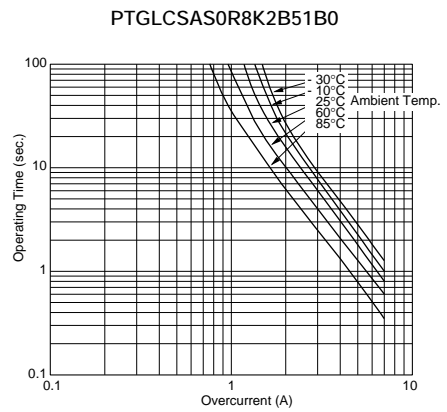 PTGLCSAS0R8K2B51B0
100
- 30°C
- 10°C
25°C Ambient Temp.
60°C
85°C
10
Operating Time (sec.)
1
0.1
0.1
1
10
Overcurrent (A)